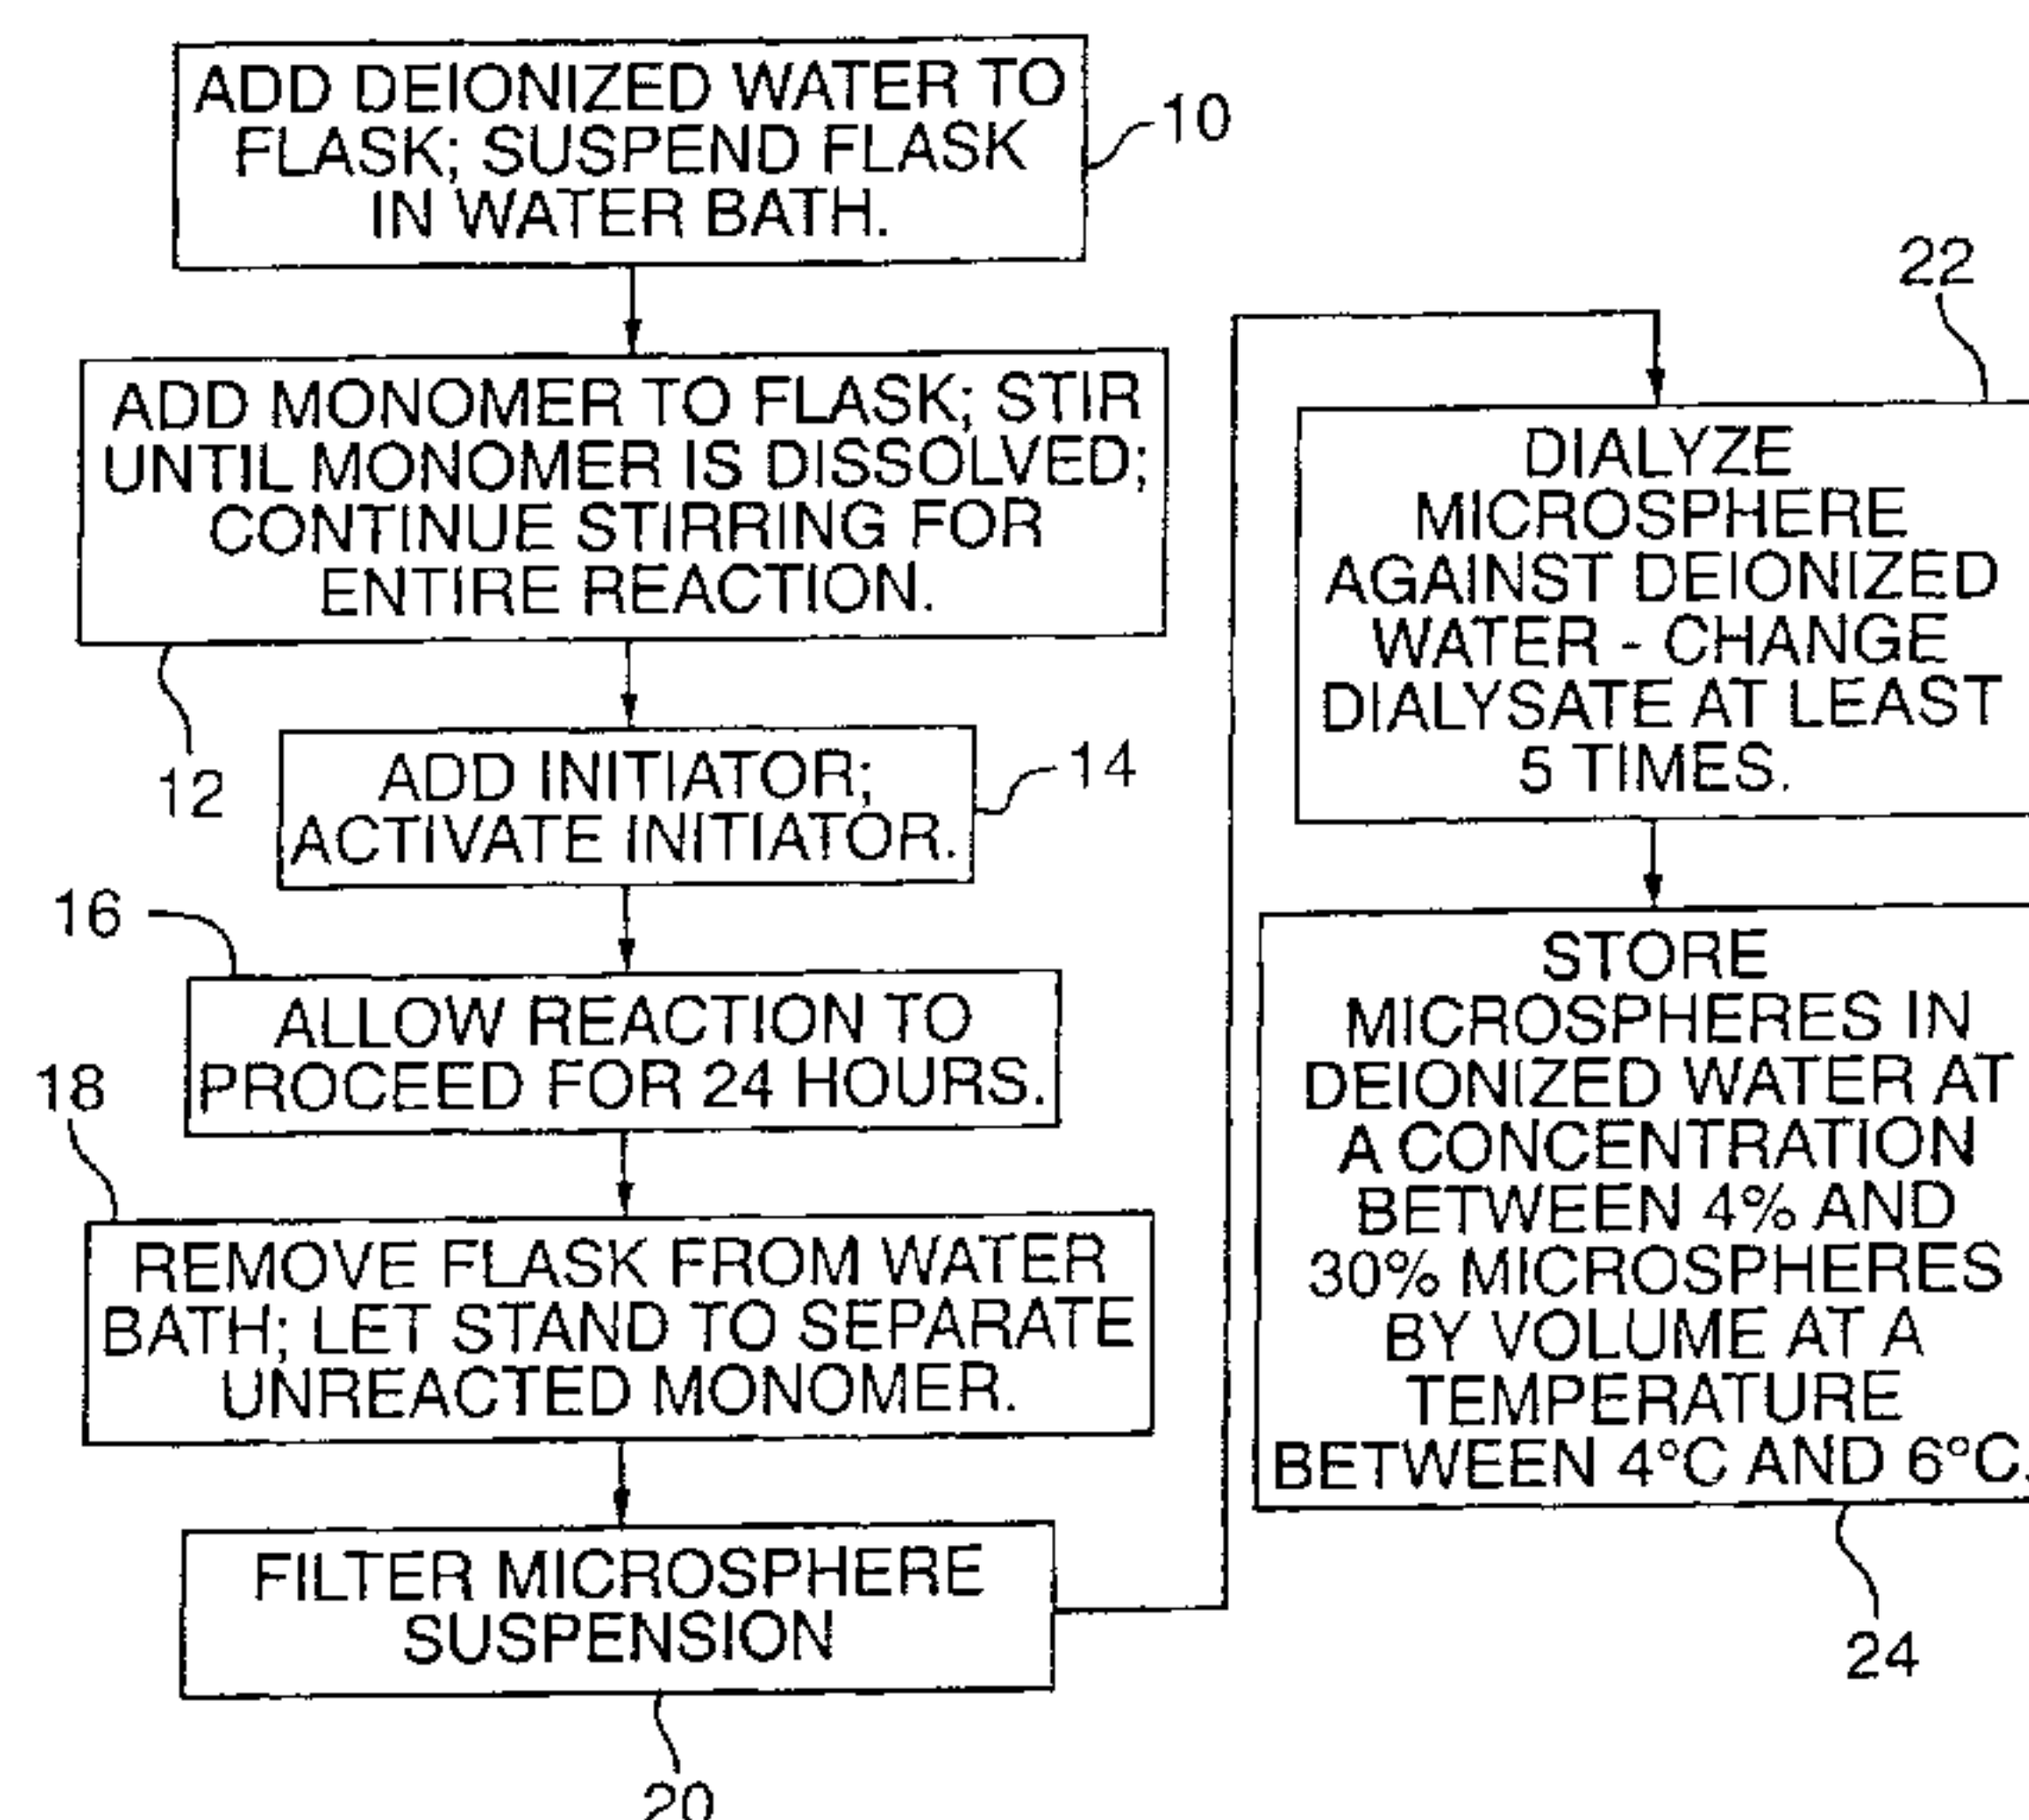 ADD DEIONIZED WATER TO
FLASK; SUSPEND FLASK
IN WATER BATH.
10
ADD MONOMER TO FLASK; STIR
UNTIL MONOMER IS DISSOLVED;
CONTINUE STIRRING FOR
ENTIRE REACTION.
12
ADD INITIATOR;
ACTIVATE INITIATOR.
14
16
ALLOW REACTION TO
PROCEED FOR 24 HOURS.
18
REMOVE FLASK FROM WATER
BATH; LET STAND TO SEPARATE
UNREACTED MONOMER.
FILTER MICROSPHERE
SUSPENSION
20
22
DIALYZE
MICROSPHERE
AGAINST DEIONIZED
WATER - CHANGE
DIALYSATE AT LEAST
5 TIMES.
STORE
MICROSPHERES IN
DEIONIZED WATER AT
A CONCENTRATION
BETWEEN 4% AND
30% MICROSPHERES
BY VOLUME AT A
TEMPERATURE
BETWEEN 4°C AND 6°C.
24